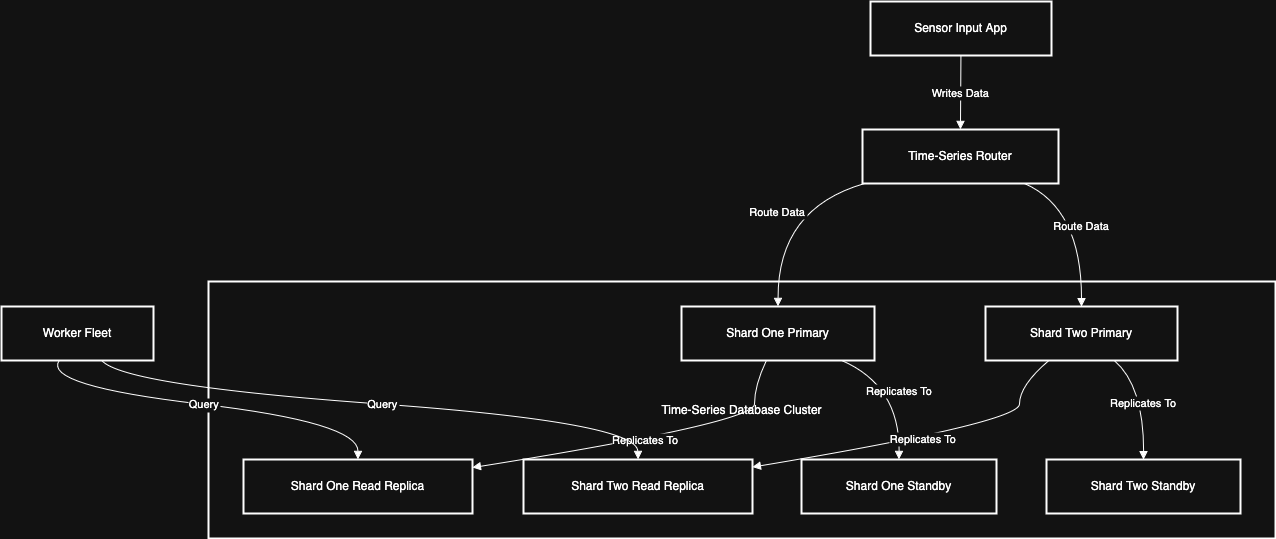 Sensor Input App
Writes Data
Time-Series Router
Route Data
Route Data
Worker Fleet
Shard One Primary
Shard Two Primary
Query
Query
Time-Series Database Cluster
Replicates To
Replicates To
Replicates To
Replicates To
Shard One Read Replica
Shard Two Read Replica
Shard One Standby
Shard Two Standby